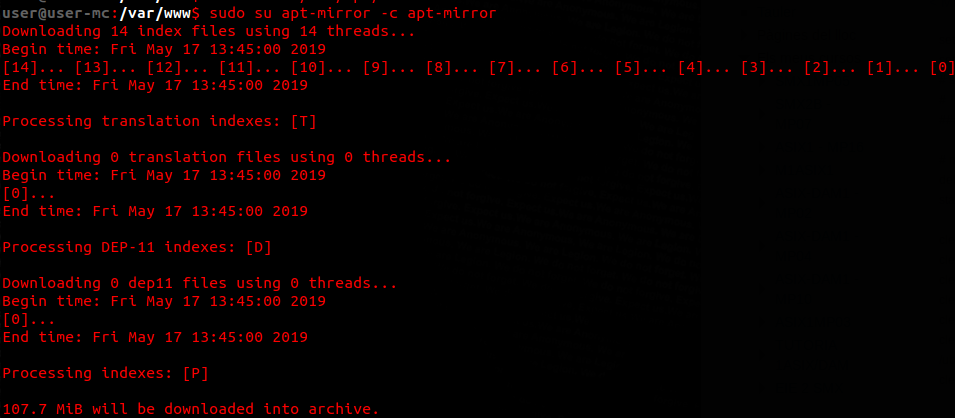 user@user-mc:/var/www$ sudo su apt-mirror -c apt-mirror
Downloading 14 index files using 14 threads...
Begin time: Fri May 17 13:45:00 2019
[14]... [13]... [12]... [11]... [10]... [9]... [8]... [7]... [6]... [5]... [4]... [3]... [2]... [1]... [0]
End time: Fri May 17 13:45:00 2019
Processing translation indexes: [T]
Downloading 0 translation files using 0 threads...
Begin time: Fri May 17 13:45:00 2019
[0]...
End time: Fri May 17 13:45:00 2019
Processing DEP-11 indexes: [D]
Downloading 0 dep11 files using 0 threads...
Begin time: Fri May 17 13:45:00 2019
[0]...
End time: Fri May 17 13:45:00 2019
Processing indexes: [P]
107.7 MiB will be downloaded into archive.